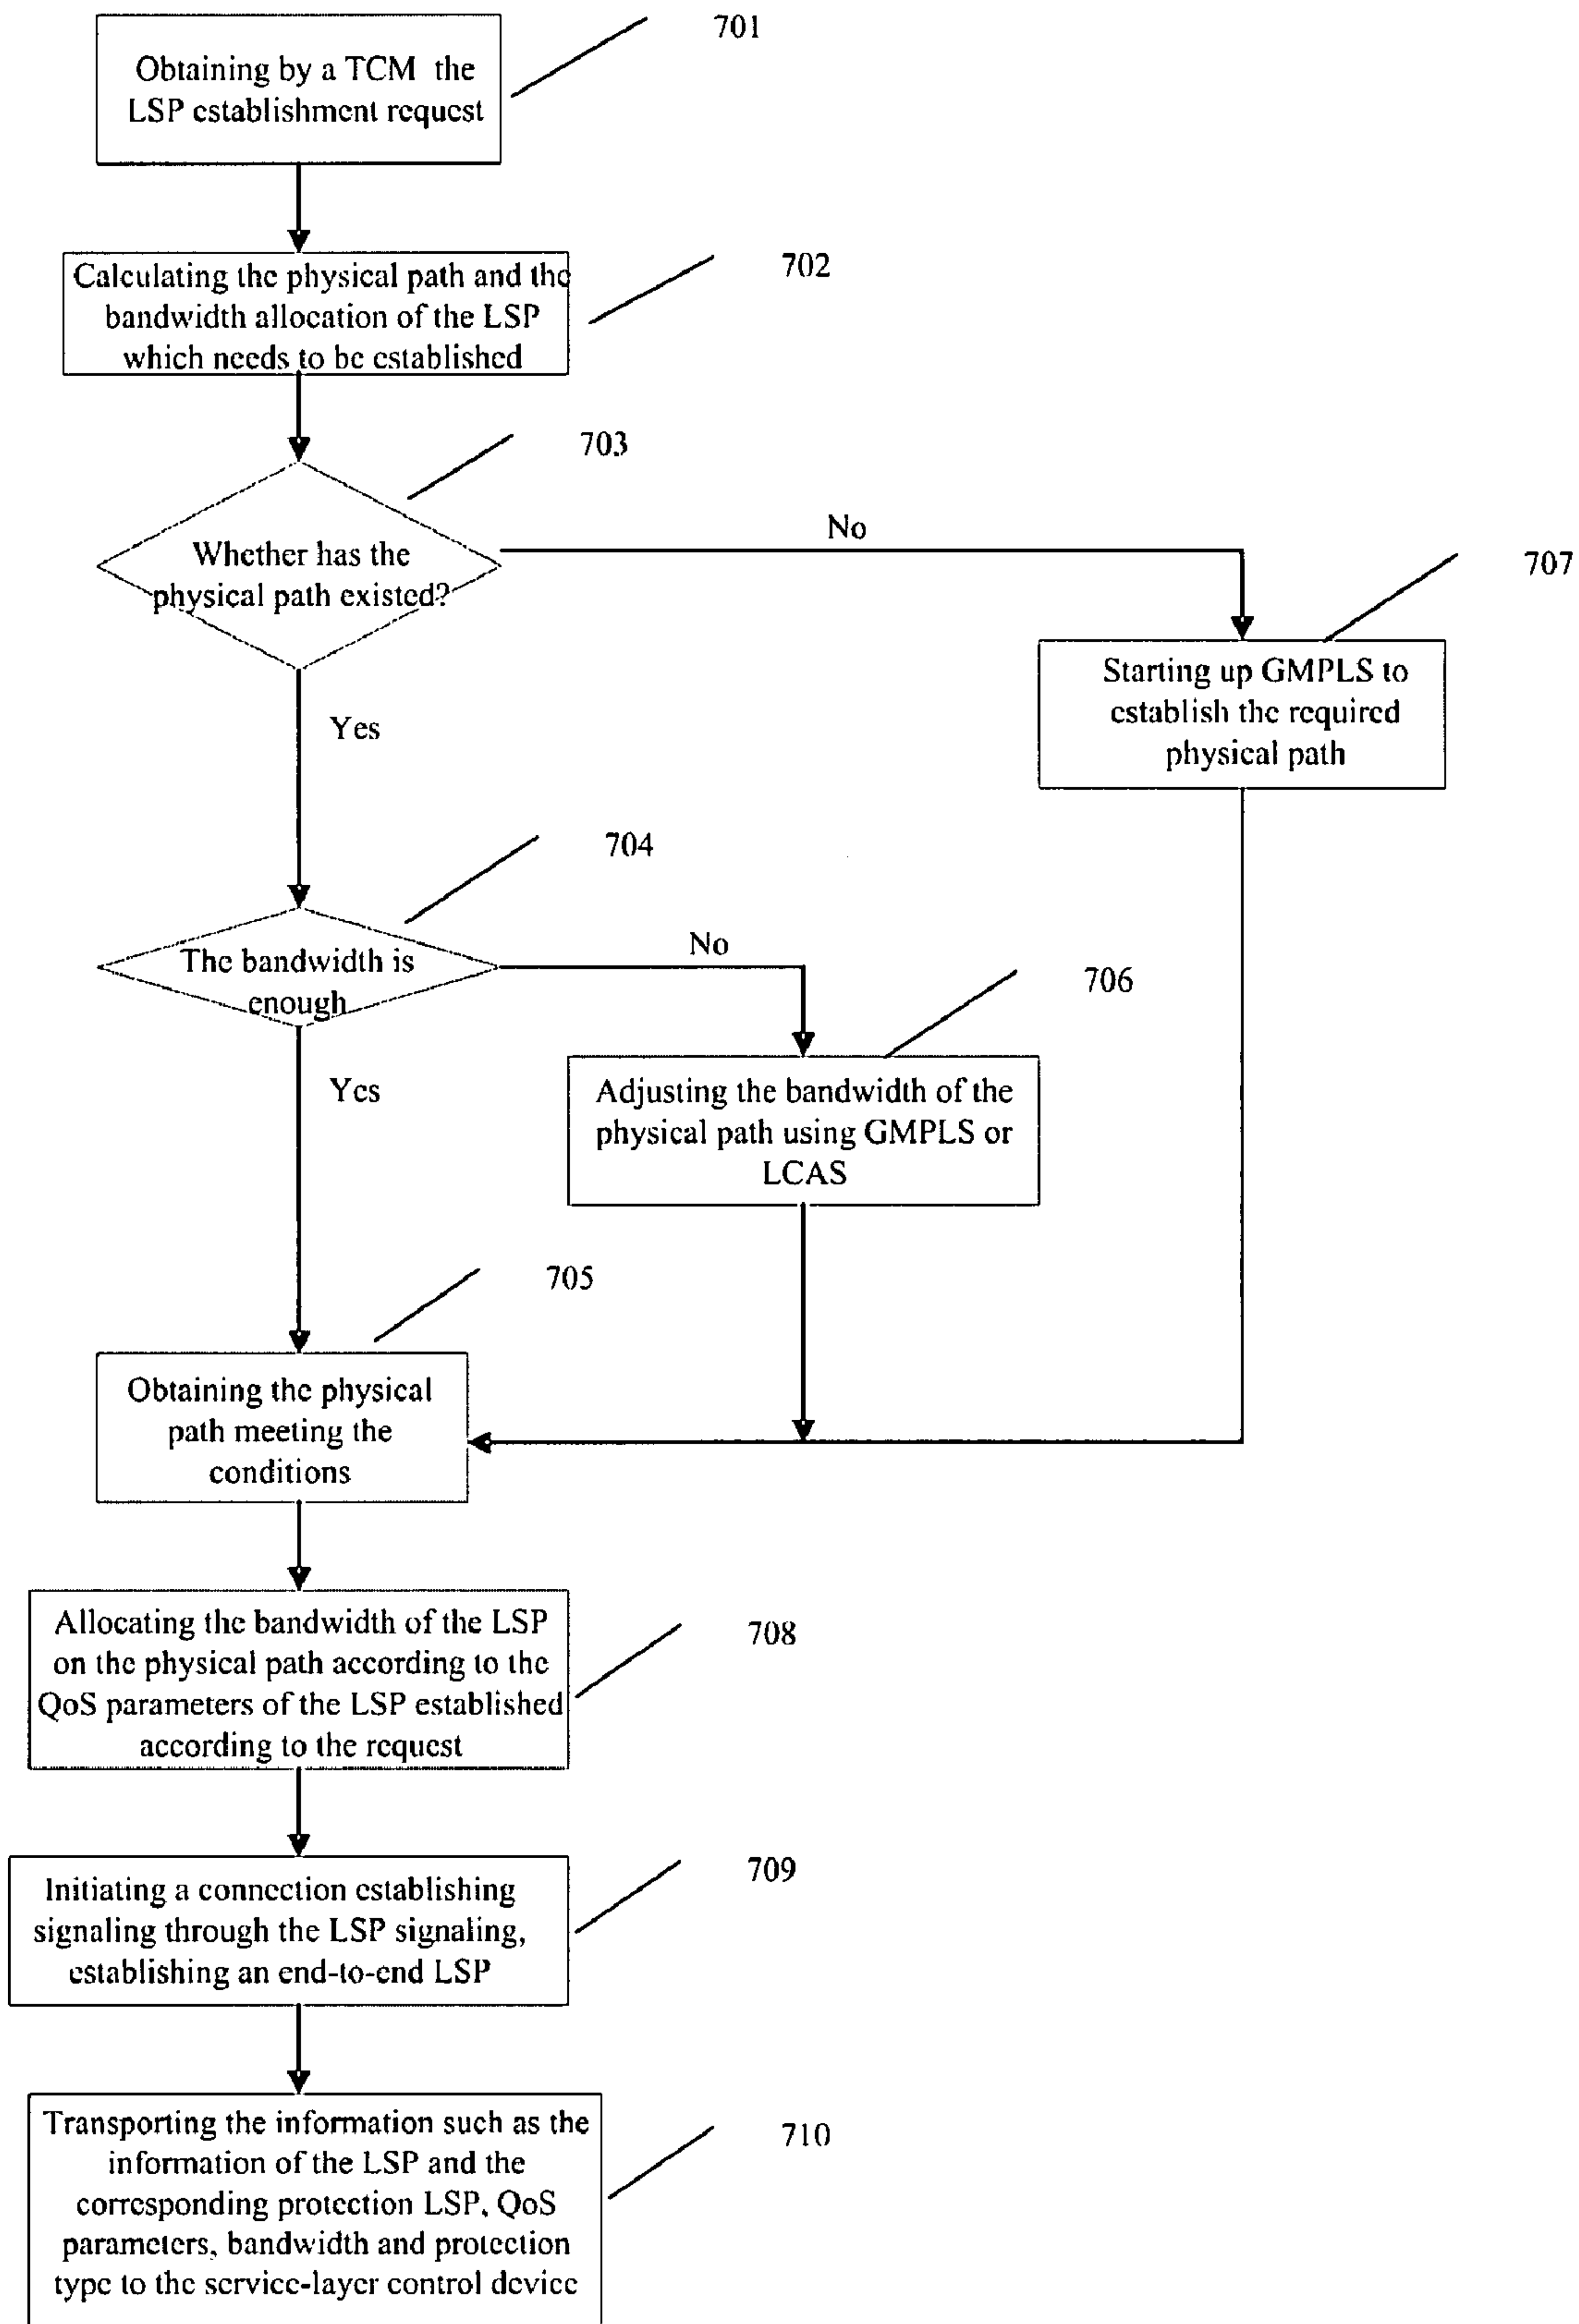 701
Obtaining by a TCM the
LSP establishment request
702
Calculating the physical path and the
bandwidth allocation of the LSP
which needs to be established
703
Whether has the
physical path existed?
No
707
Starting up GMPLS to
establish the required
physical path
Yes
704
The bandwidth is
enough
No
706
Adjusting the bandwidth of the
physical path using GMPLS or
LCAS
Yes
705
Obtaining the physical
path meeting the
conditions
708
Allocating the bandwidth of the LSP
on the physical path according to the
QoS parameters of the LSP established
according to the request
709
Initiating a connection establishing
signaling through the LSP signaling,
establishing an end-to-end LSP
710
Transporting the information such as the
information of the LSP and the
corresponding protection LSP, QoS
parameters, bandwidth and protection
type to the service-layer control device